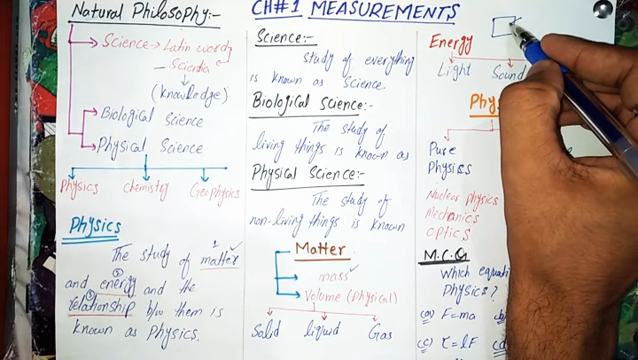 CH#1 MEASUREMENTS
Natural Philosophy:-
Science → Latin word
Scientia
(knowledge)
Biological Science
Physical Science
Physics chemistry Geophysics
Physics
The study of matter
and energy and the
relationship b/w them is
known as physics.
Science:-
study of everything
is known as science
Biological Science:-
The study of
living things is known as
Physical Science:-
The study of
non-living things is known
Matter
mass
Volume (physical)
Solid liquid Gas
Energy
Light Sound
Pure
Physics
Nuclear physics
Mechanics
optics
M.C.Q
Which
Physics?
(a) F=ma
(c) τ=lF